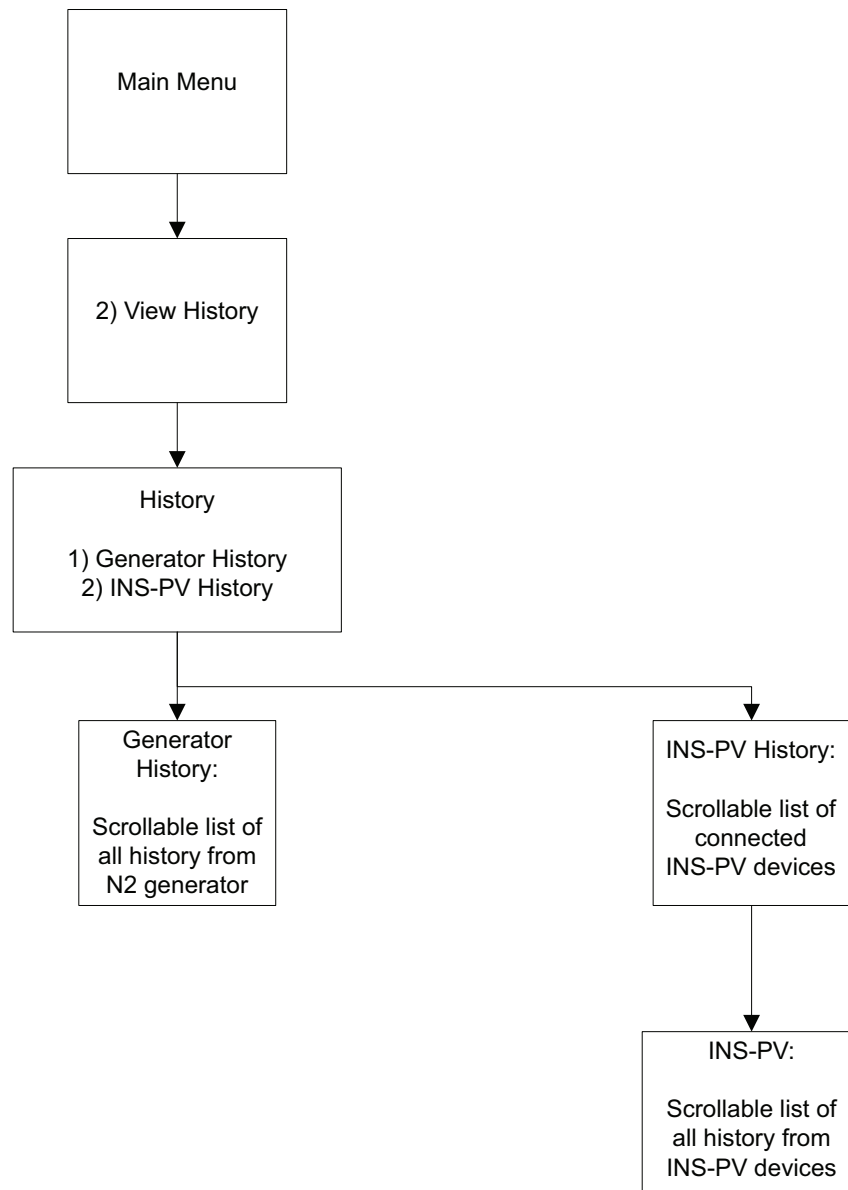 Main Menu
2) View History
History
1) Generator History
2) INS-PV History
Generator
History:
Scrollable list of
all history from
N2 generator
INS-PV History:
Scrollable list of
connected
INS-PV devices
INS-PV:
Scrollable list of
all history from
INS-PV devices